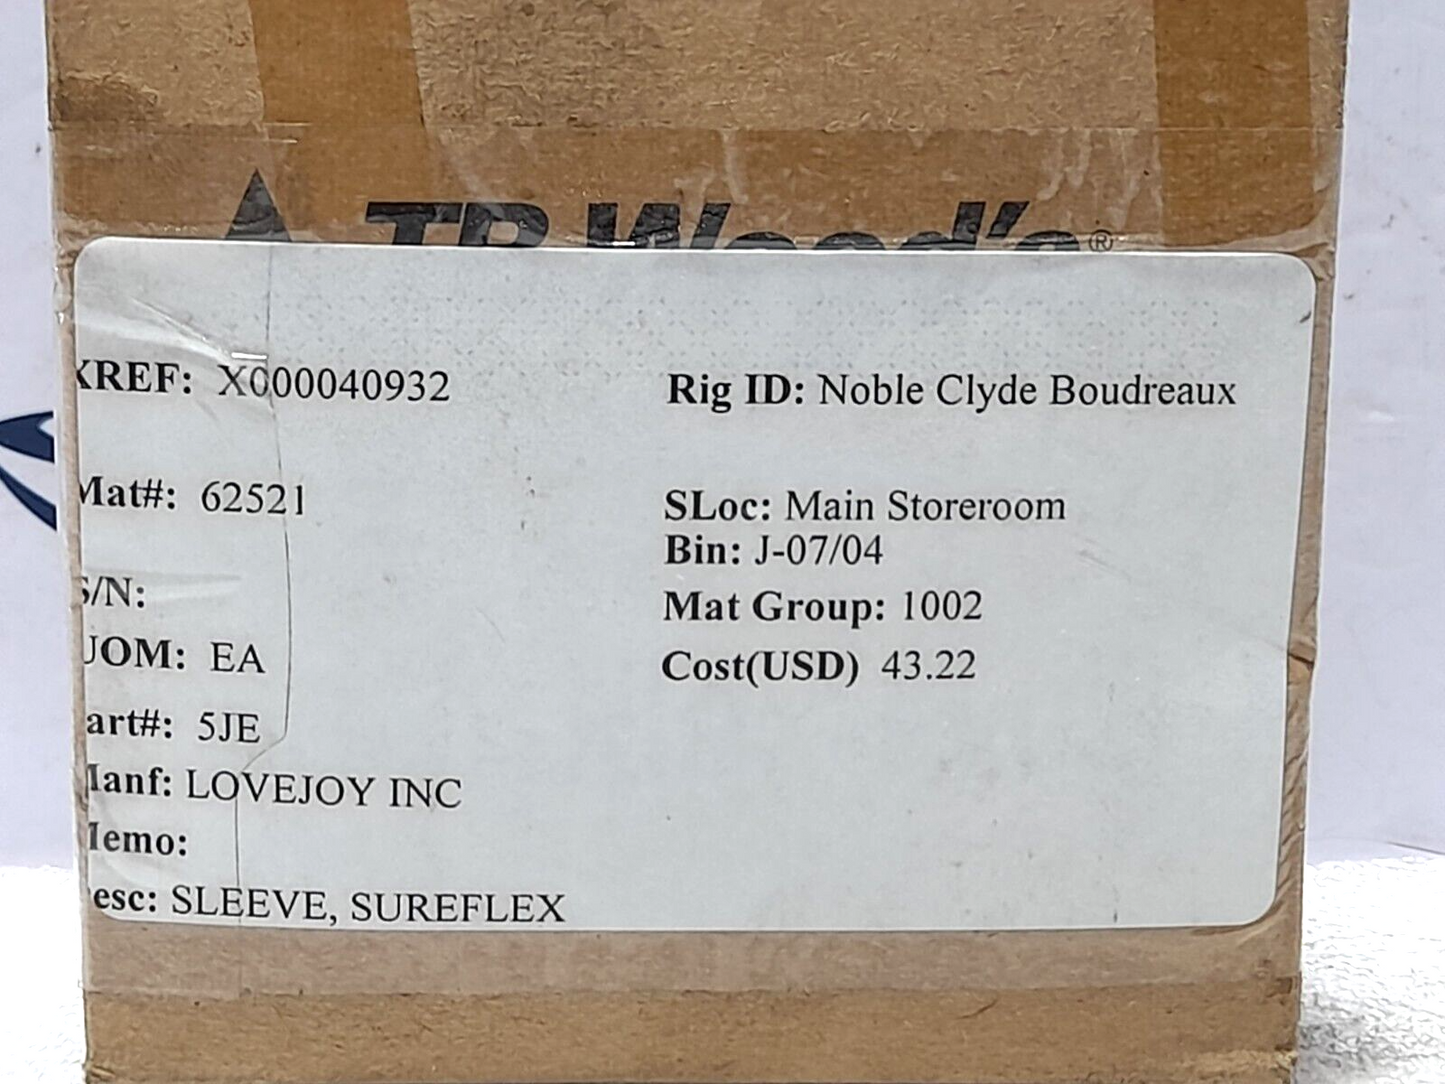 TB Wood's®
XREF: X000040932
Rig ID: Noble Clyde Boudreaux
Mat#: 62521
SLoc: Main Storeroom
Bin: J-07/04
S/N:
Mat Group: 1002
UOM: EA
Cost(USD) 43.22
art#: 5JE
Manf: LOVEJOY INC
Memo:
esc: SLEEVE, SUREFLEX